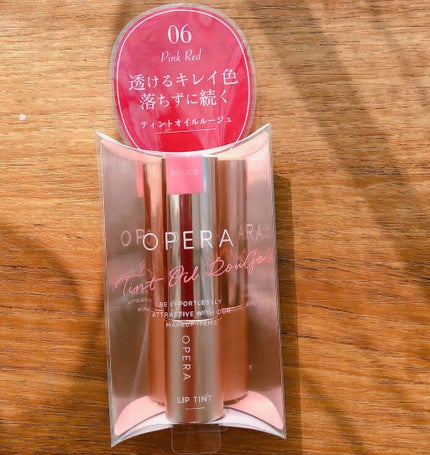 06
Pink Red
透けるキレイ色
落ちずに続く
ティントオイルルージュ
ROUGE
OPERA
Tint Oil Rouge
BE EFFORTLESSLY
ATTRACTIVE WITH OUR
MAKEUP ITEMS
OPERA
LIP TINT